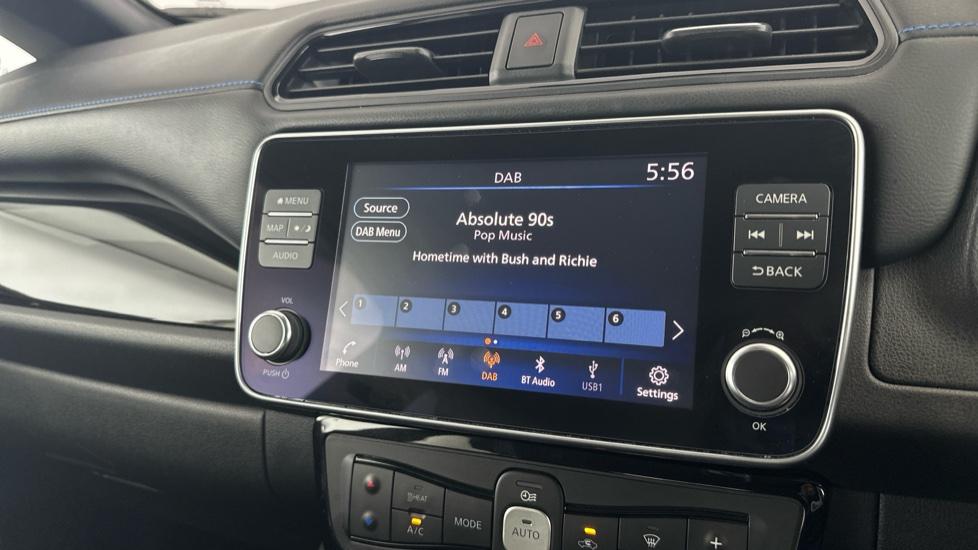 DAB
5:56
Source
DAB Menu
Absolute 90s
Pop Music
Hometime with Bush and Richie
1 2 3 4 5 6
Phone
AM
FM
DAB
BT Audio
USB1
Settings
MENU
MAP
AUDIO
VOL
PUSH
CAMERA
BACK
OK
HEAT
A/C
MODE
AUTO
+